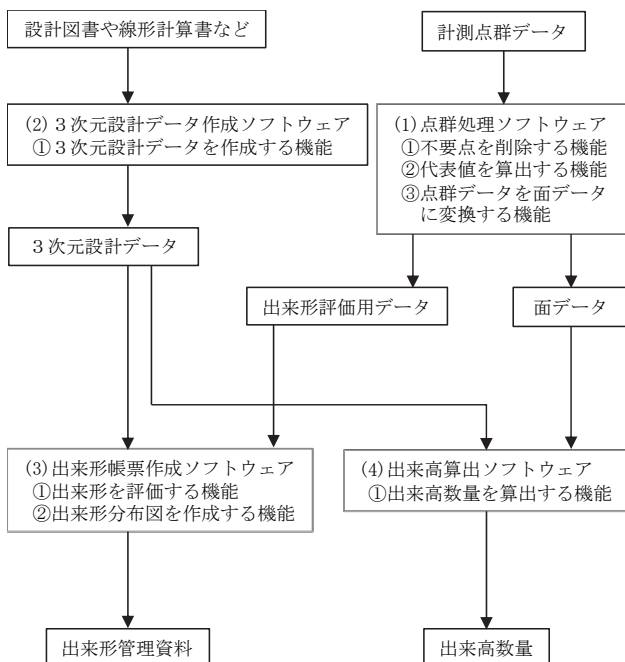 設計図書や線形計算書など
計測点群データ
(2) 3次元設計データ作成ソフトウェア
①3次元設計データを作成する機能
(1) 点群処理ソフトウェア
①不要点を削除する機能
②代表値を算出する機能
③点群データを面データ
に変換する機能
3次元設計データ
出来形評価用データ
面データ
(3) 出来形帳票作成ソフトウェア
①出来形を評価する機能
②出来形分布図を作成する機能
(4) 出来高算出ソフトウェア
①出来高数量を算出する機能
出来形管理資料
出来高数量